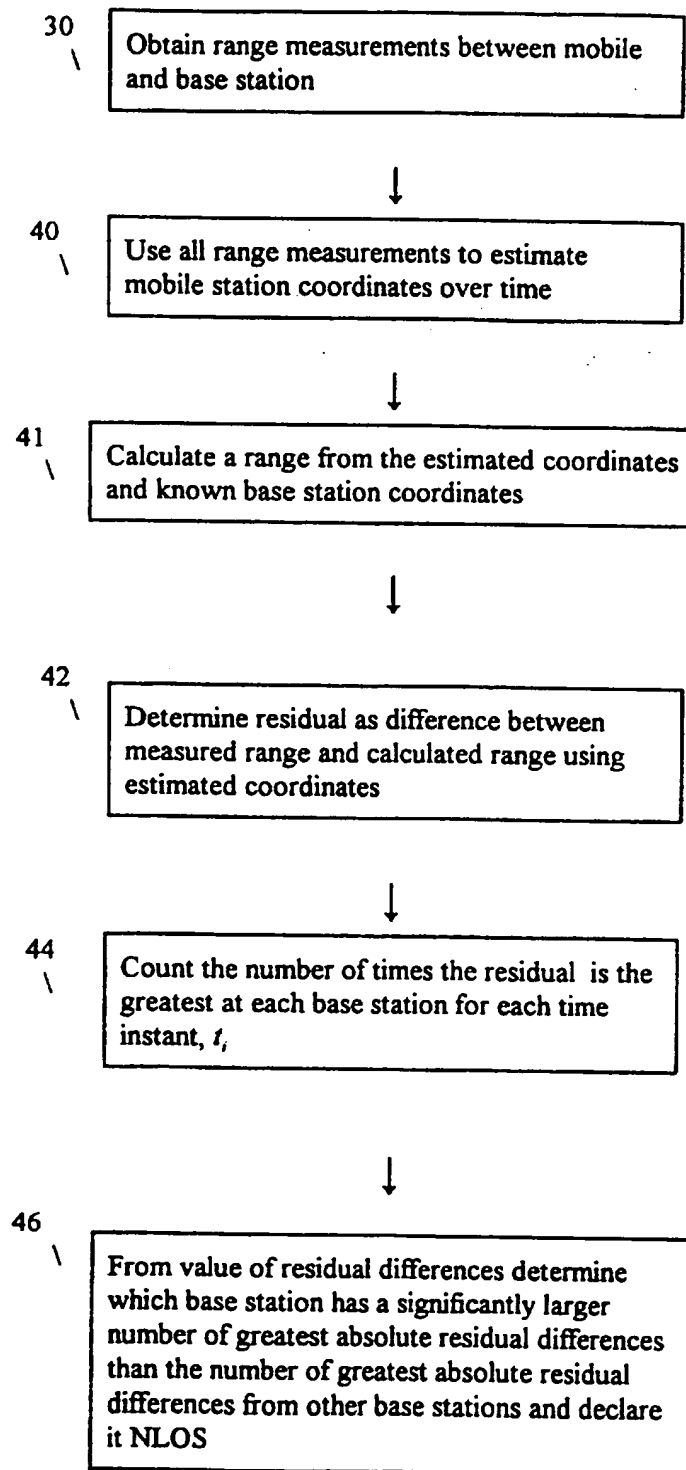 30
Obtain range measurements between mobile
and base station
40
Use all range measurements to estimate
mobile station coordinates over time
41
Calculate a range from the estimated coordinates
and known base station coordinates
42
Determine residual as difference between
measured range and calculated range using
estimated coordinates
44
Count the number of times the residual is the
greatest at each base station for each time
instant, tᵢ
46
From value of residual differences determine
which base station has a significantly larger
number of greatest absolute residual differences
than the number of greatest absolute residual
differences from other base stations and declare
it NLOS